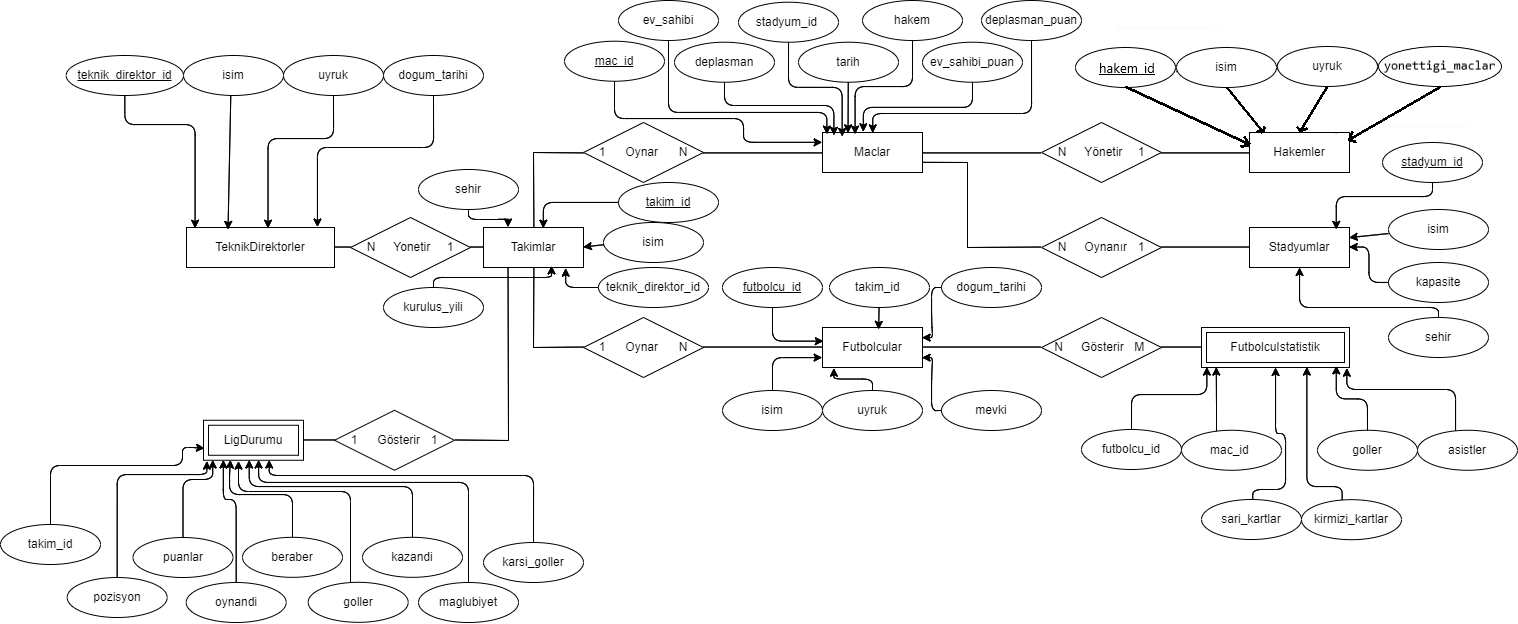 ev_sahibi
stadyum_id
hakem
deplasman_puan
mac_id
deplasman
tarih
ev_sahibi_puan
teknik_direktor_id
isim
uyruk
dogum_tarihi
hakem_id
isim
uyruk
yonettigi_maclar
1 Oynar N
Maclar
N Yönetir 1
Hakemler
stadyum_id
sehir
takim_id
isim
TeknikDirektorler
N Yonetir 1
Takimlar
N Oynanır 1
Stadyumlar
isim
kapasite
sehir
kurulus_yili
teknik_direktor_id
futbolcu_id
takim_id
dogum_tarihi
1 Oynar N
Futbolcular
N Gösterir M
FutbolcuIstatistik
isim
uyruk
mevki
futbolcu_id
mac_id
goller
asistler
sari_kartlar
kirmizi_kartlar
LigDurumu
1 Gösterir 1
takim_id
puanlar
beraber
kazandi
karsi_goller
pozisyon
oynandi
goller
maglubiyet